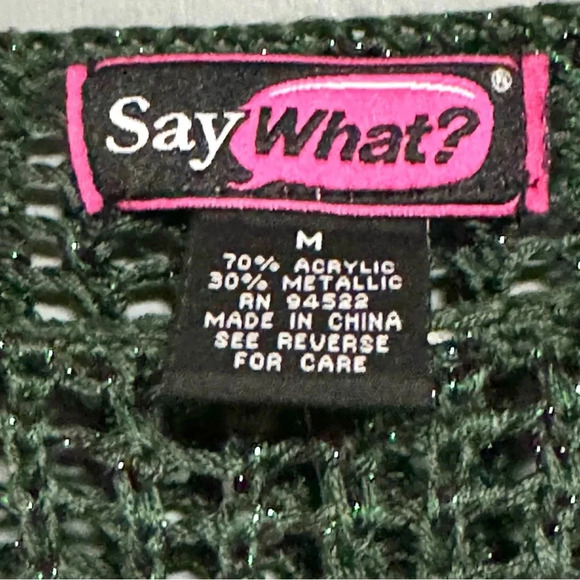 Say What?®
M
70% ACRYLIC
30% METALLIC
RN 94522
MADE IN CHINA
SEE REVERSE
FOR CARE